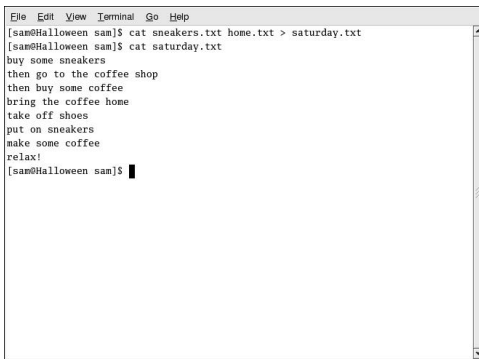 File Edit View Terminal Go Help
[sam@Halloween sam]$ cat sneakers.txt home.txt > saturday.txt
[sam@Halloween sam]$ cat saturday.txt
buy some sneakers
then go to the coffee shop
then buy some coffee
bring the coffee home
take off shoes
put on sneakers
make some coffee
relax!
[sam@Halloween sam]$